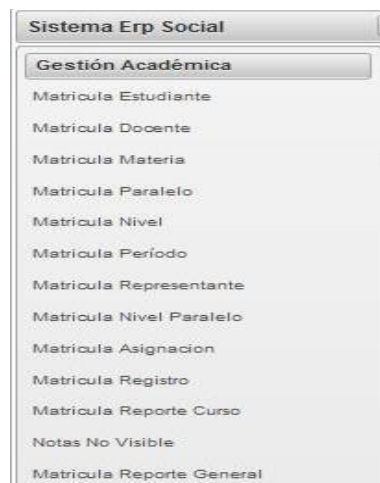 Sistema Erp Social
Gestión Académica
Matricula Estudiante
Matricula Docente
Matricula Materia
Matricula Paralelo
Matricula Nivel
Matricula Período
Matricula Representante
Matricula Nivel Paralelo
Matricula Asignacion
Matricula Registro
Matricula Reporte Curso
Notas No Visible
Matricula Reporte General